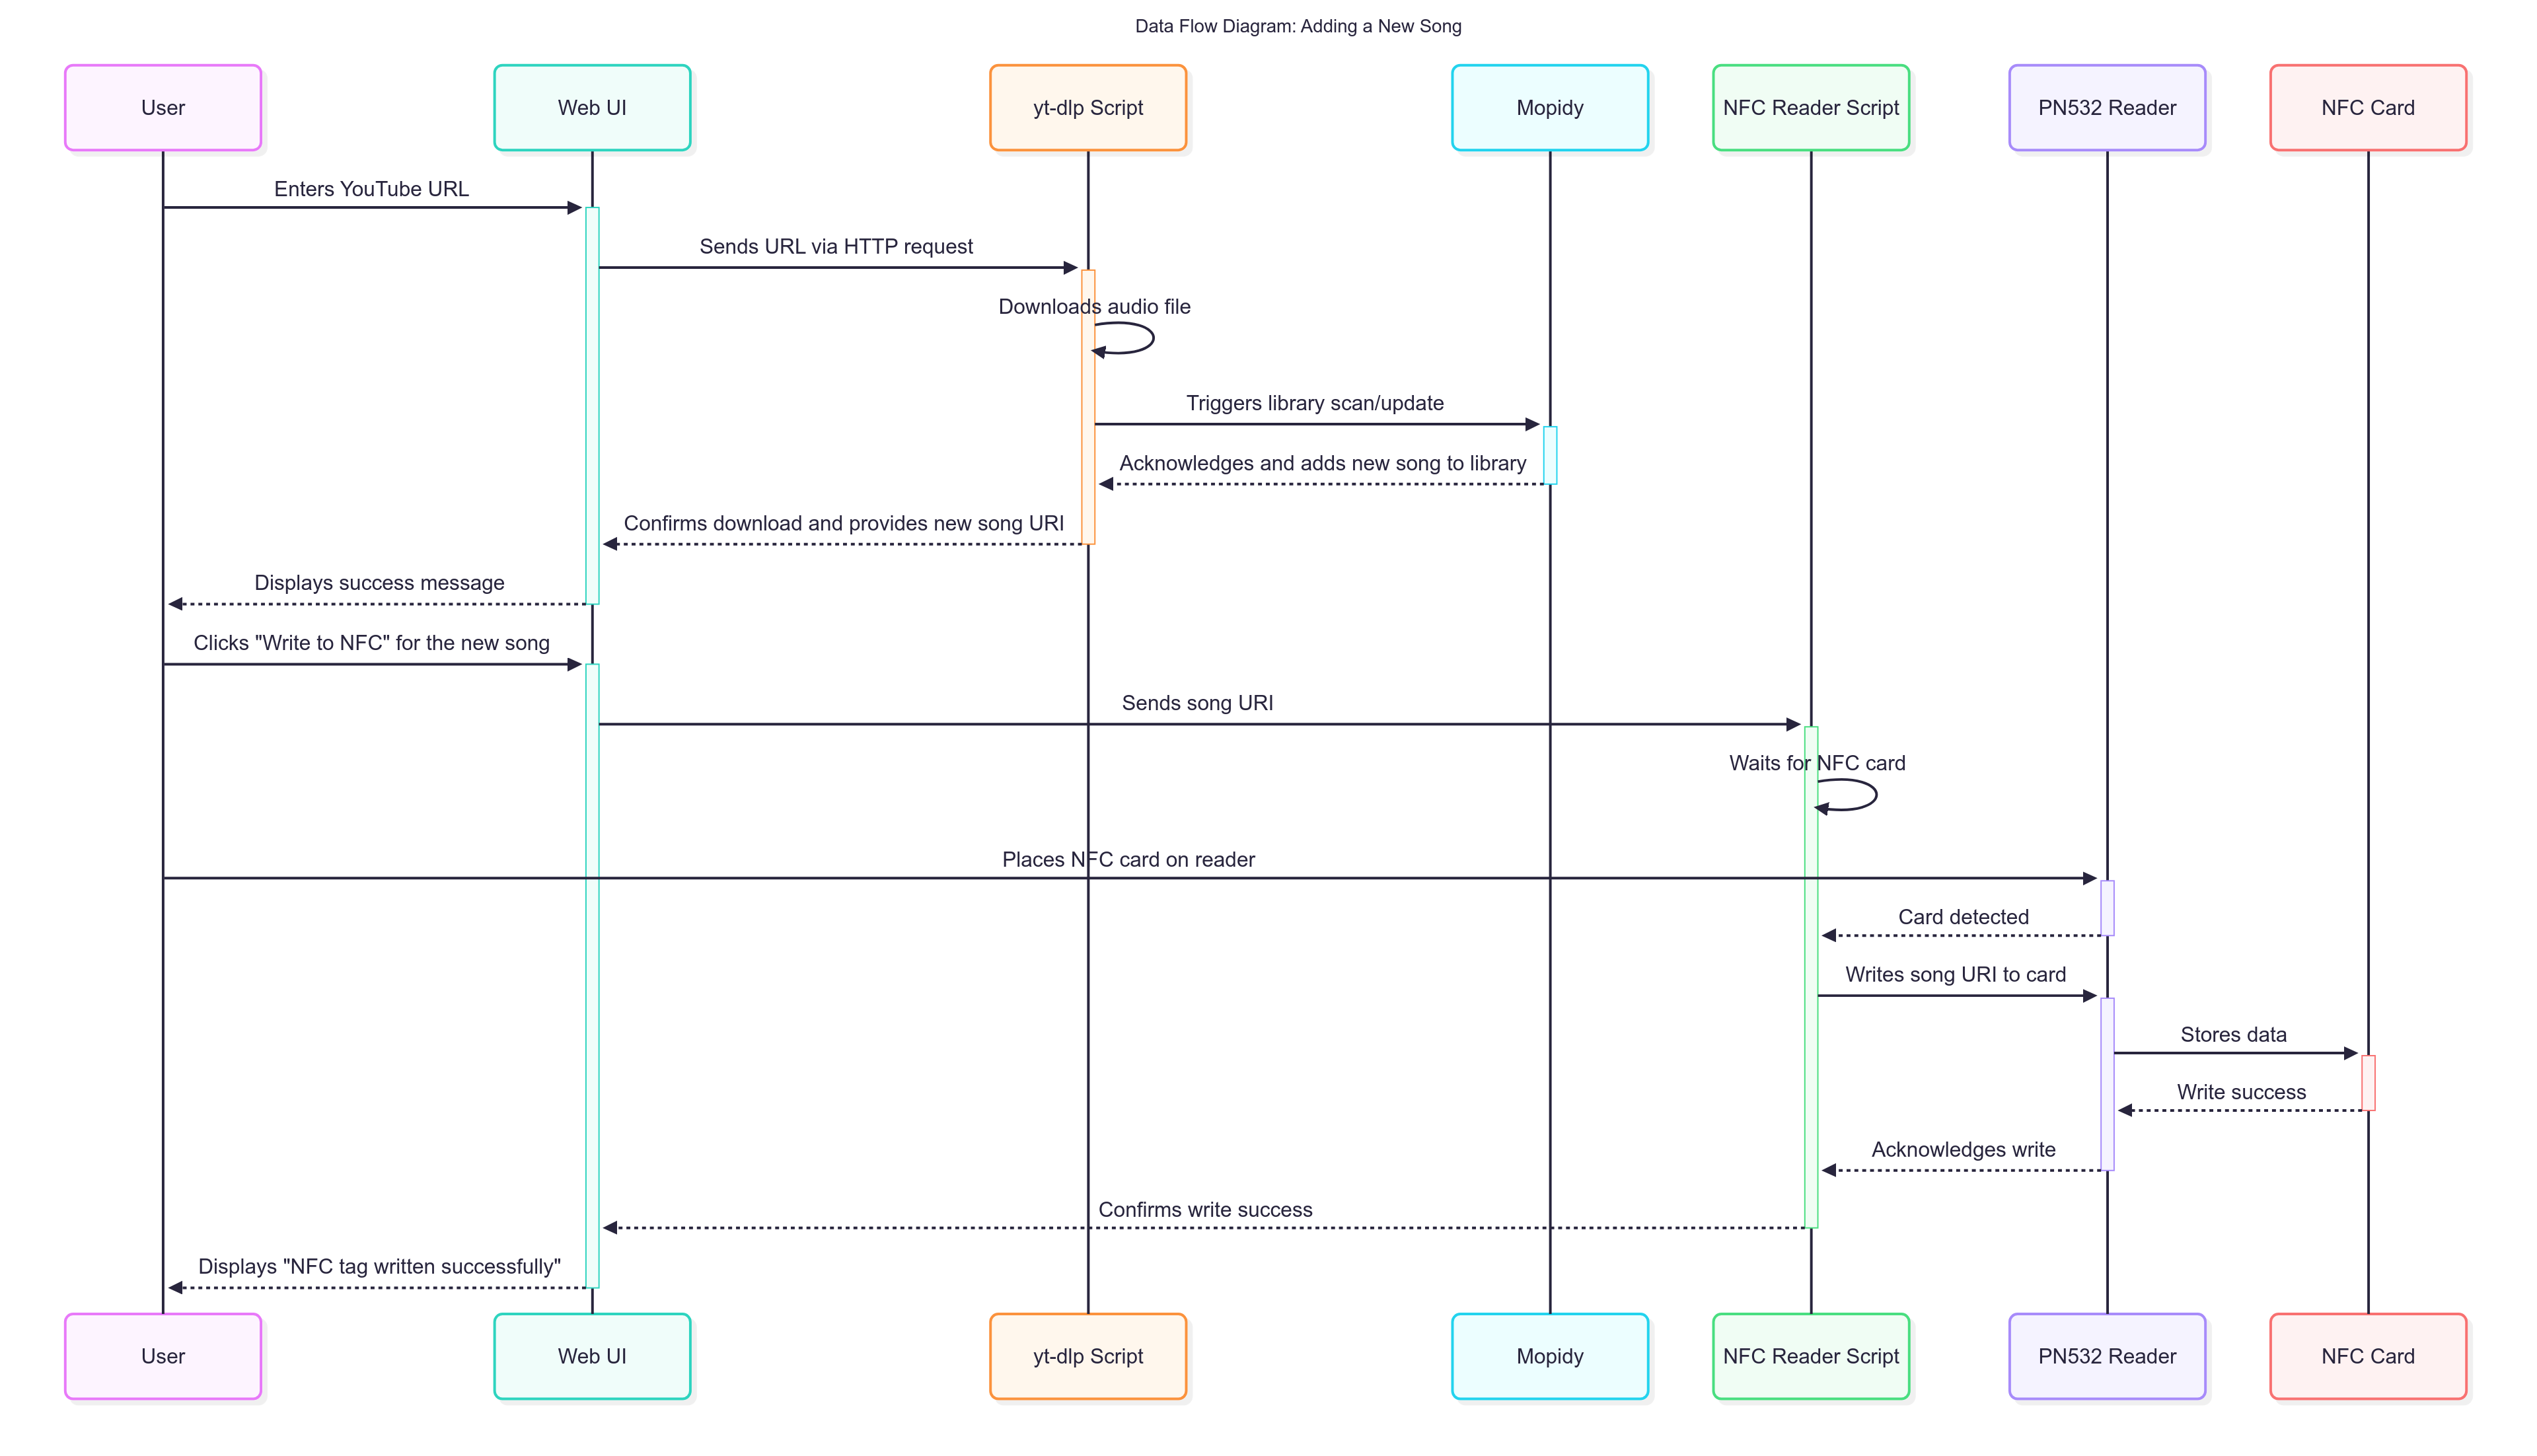 Data Flow Diagram: Adding a New Song
User
Web UI
yt-dlp Script
Mopidy
NFC Reader Script
PN532 Reader
NFC Card
Enters YouTube URL
Sends URL via HTTP request
Downloads audio file
Triggers library scan/update
Acknowledges and adds new song to library
Confirms download and provides new song URI
Displays success message
Clicks "Write to NFC" for the new song
Sends song URI
Waits for NFC card
Places NFC card on reader
Card detected
Writes song URI to card
Stores data
Write success
Acknowledges write
Confirms write success
Displays "NFC tag written successfully"
User
Web UI
yt-dlp Script
Mopidy
NFC Reader Script
PN532 Reader
NFC Card